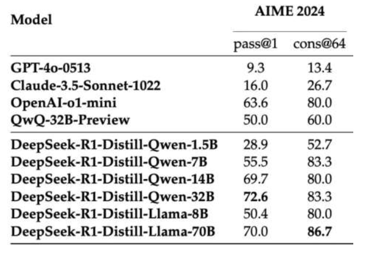 Model AIME 2024
pass@1 cons@64
GPT-4o-0513 9.3 13.4
Claude-3.5-Sonnet-1022 16.0 26.7
OpenAI-o1-mini 63.6 80.0
QwQ-32B-Preview 50.0 60.0
DeepSeek-R1-Distill-Qwen-1.5B 28.9 52.7
DeepSeek-R1-Distill-Qwen-7B 55.5 83.3
DeepSeek-R1-Distill-Qwen-14B 69.7 80.0
DeepSeek-R1-Distill-Qwen-32B 72.6 83.3
DeepSeek-R1-Distill-Llama-8B 50.4 80.0
DeepSeek-R1-Distill-Llama-70B 70.0 86.7